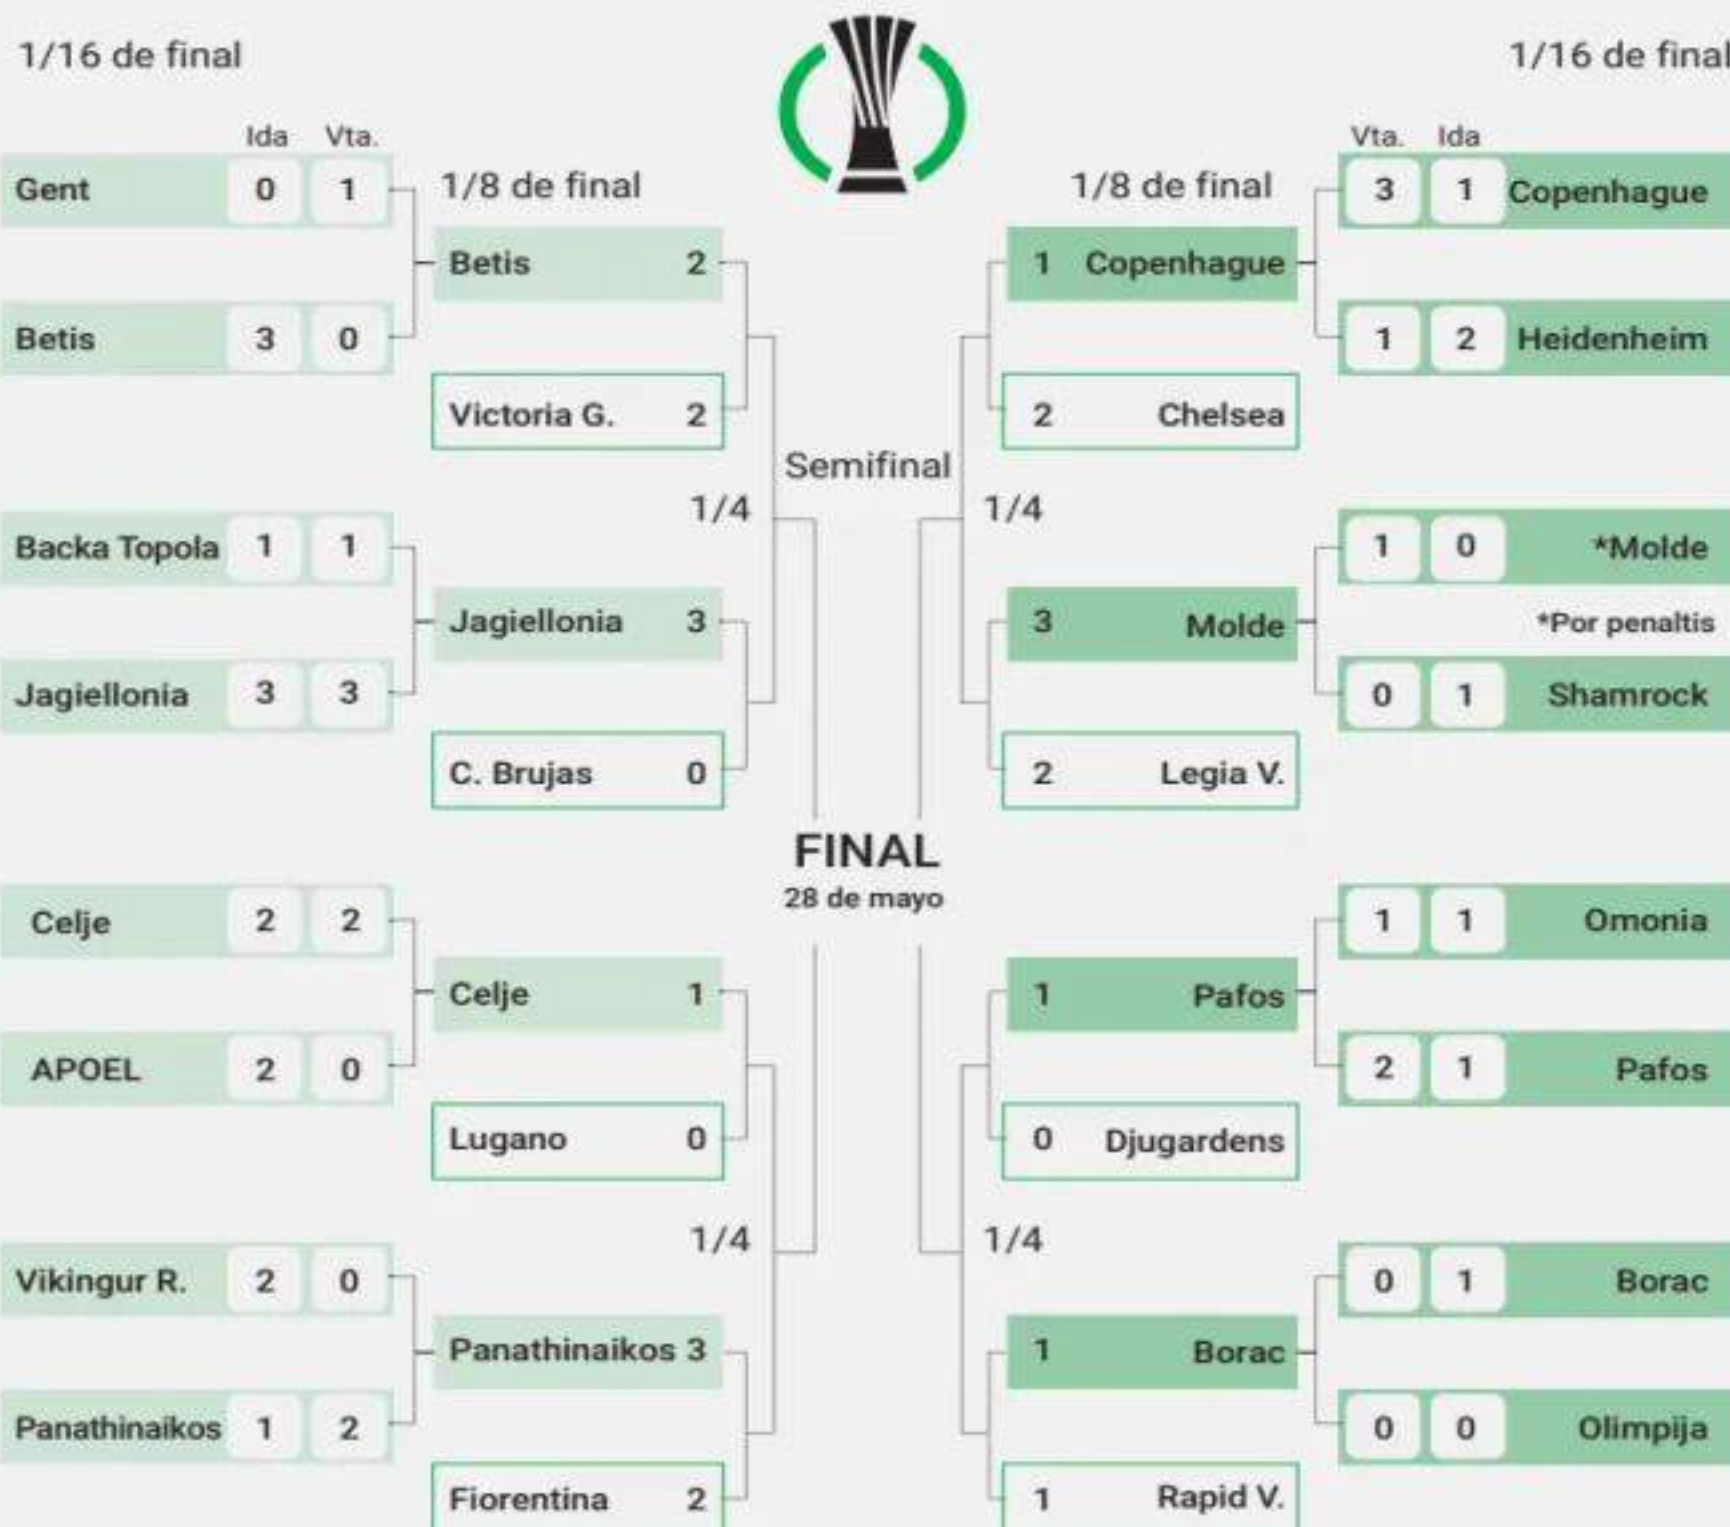 1/16 de final
1/16 de final
Ida Vta.
Vta. Ida
Gent 0 1
1/8 de final
1/8 de final
3 1 Copenhague
Betis 2
1 Copenhague
Betis 3 0
1 2 Heidenheim
Victoria G. 2
2 Chelsea
Semifinal
1/4
1/4
Backa Topola 1 1
1 0 *Molde
Jagiellonia 3
3 Molde
*Por penaltis
Jagiellonia 3 3
0 1 Shamrock
C. Brujas 0
2 Legia V.
FINAL
28 de mayo
Celje 2 2
1 1 Omonia
Celje 1
1 Pafos
APOEL 2 0
2 1 Pafos
Lugano 0
0 Djugardens
1/4
1/4
Vikingur R. 2 0
0 1 Borac
Panathinaikos 3
1 Borac
Panathinaikos 1 2
0 0 Olimpija
Fiorentina 2
1 Rapid V.